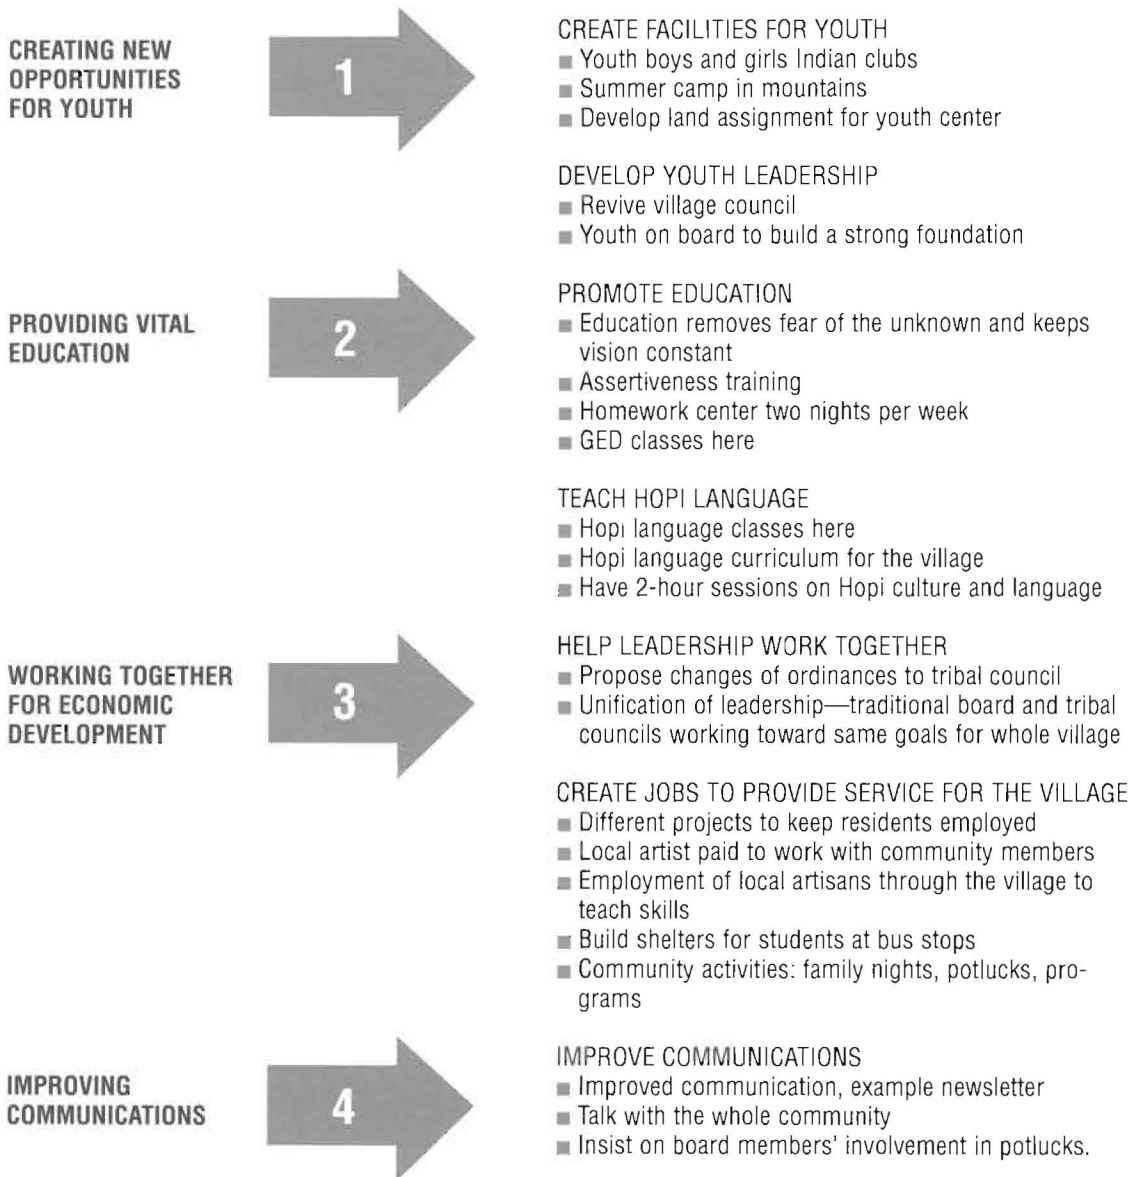 CREATING NEW
OPPORTUNITIES
FOR YOUTH
1
CREATE FACILITIES FOR YOUTH
■ Youth boys and girls Indian clubs
■ Summer camp in mountains
■ Develop land assignment for youth center
DEVELOP YOUTH LEADERSHIP
■ Revive village council
■ Youth on board to build a strong foundation
PROVIDING VITAL
EDUCATION
2
PROMOTE EDUCATION
■ Education removes fear of the unknown and keeps
vision constant
■ Assertiveness training
■ Homework center two nights per week
■ GED classes here
TEACH HOPI LANGUAGE
■ Hopi language classes here
■ Hopi language curriculum for the village
■ Have 2-hour sessions on Hopi culture and language
WORKING TOGETHER
FOR ECONOMIC
DEVELOPMENT
3
HELP LEADERSHIP WORK TOGETHER
■ Propose changes of ordinances to tribal council
■ Unification of leadership—traditional board and tribal
councils working toward same goals for whole village
CREATE JOBS TO PROVIDE SERVICE FOR THE VILLAGE
■ Different projects to keep residents employed
■ Local artist paid to work with community members
■ Employment of local artisans through the village to
teach skills
■ Build shelters for students at bus stops
■ Community activities: family nights, potlucks, pro-
grams
IMPROVING
COMMUNICATIONS
4
IMPROVE COMMUNICATIONS
■ Improved communication, example newsletter
■ Talk with the whole community
■ Insist on board members’ involvement in potlucks.